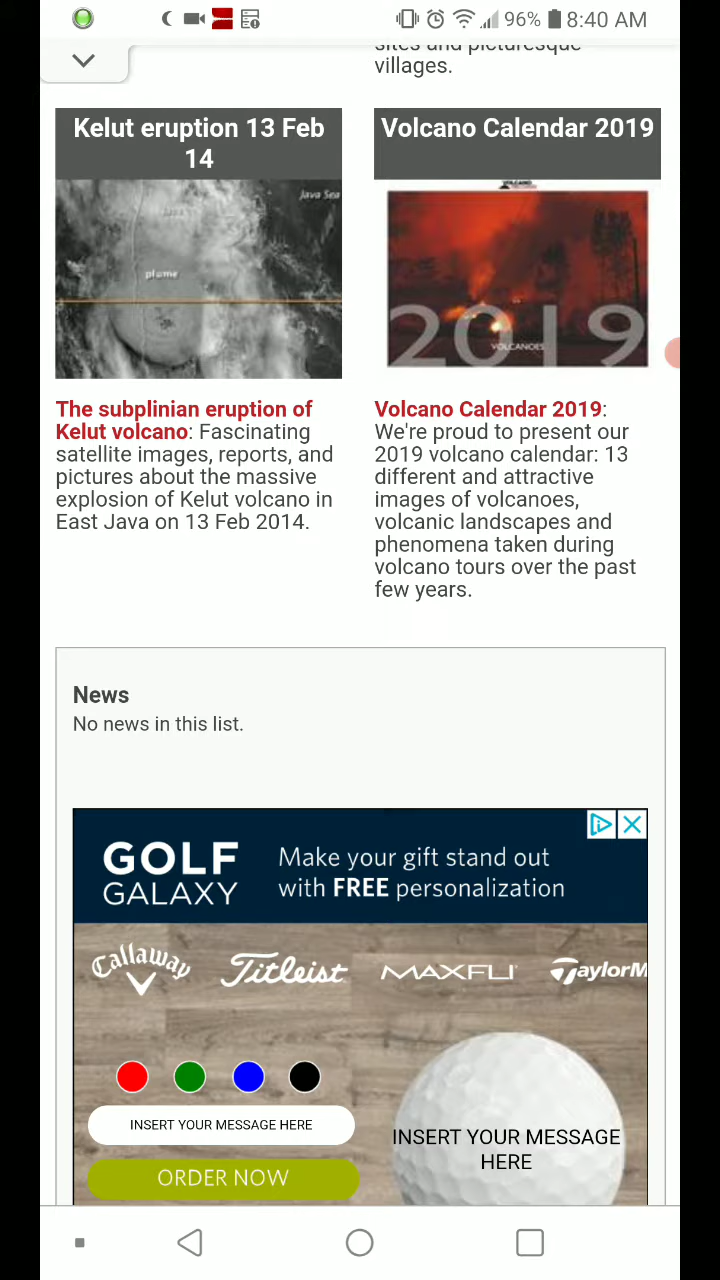 96% 8:40 AM
sites and picturesque
villages.
Kelut eruption 13 Feb
14
Java Sea
plume
The subplinian eruption of
Kelut volcano: Fascinating
satellite images, reports, and
pictures about the massive
explosion of Kelut volcano in
East Java on 13 Feb 2014.
Volcano Calendar 2019
VOLCANO
2019
VOLCANOES
Volcano Calendar 2019:
We're proud to present our
2019 volcano calendar: 13
different and attractive
images of volcanoes,
volcanic landscapes and
phenomena taken during
volcano tours over the past
few years.
News
No news in this list.
GOLF
GALAXY
Make your gift stand out
with FREE personalization
Callaway Titleist MAXFLI TaylorM
INSERT YOUR MESSAGE HERE
ORDER NOW
INSERT YOUR MESSAGE
HERE